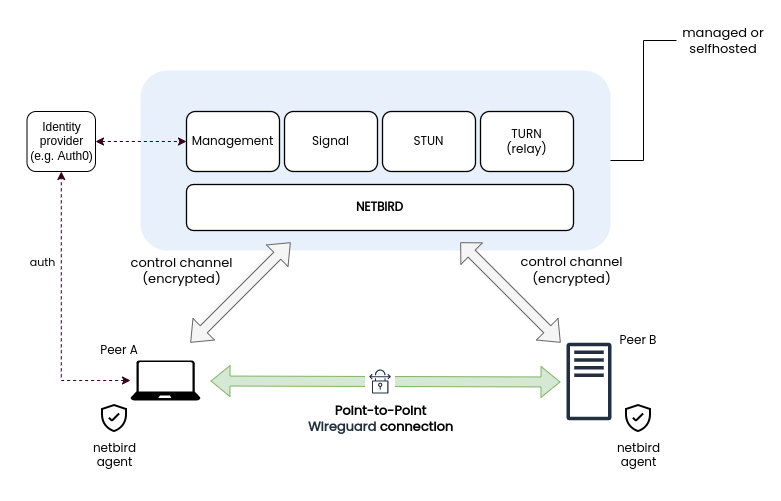 managed or
selfhosted
Identity
provider
(e.g. Auth0)
Management
Signal
STUN
TURN
(relay)
NETBIRD
auth
control channel
(encrypted)
control channel
(encrypted)
Peer A
Peer B
Point-to-Point
Wireguard connection
netbird
agent
netbird
agent